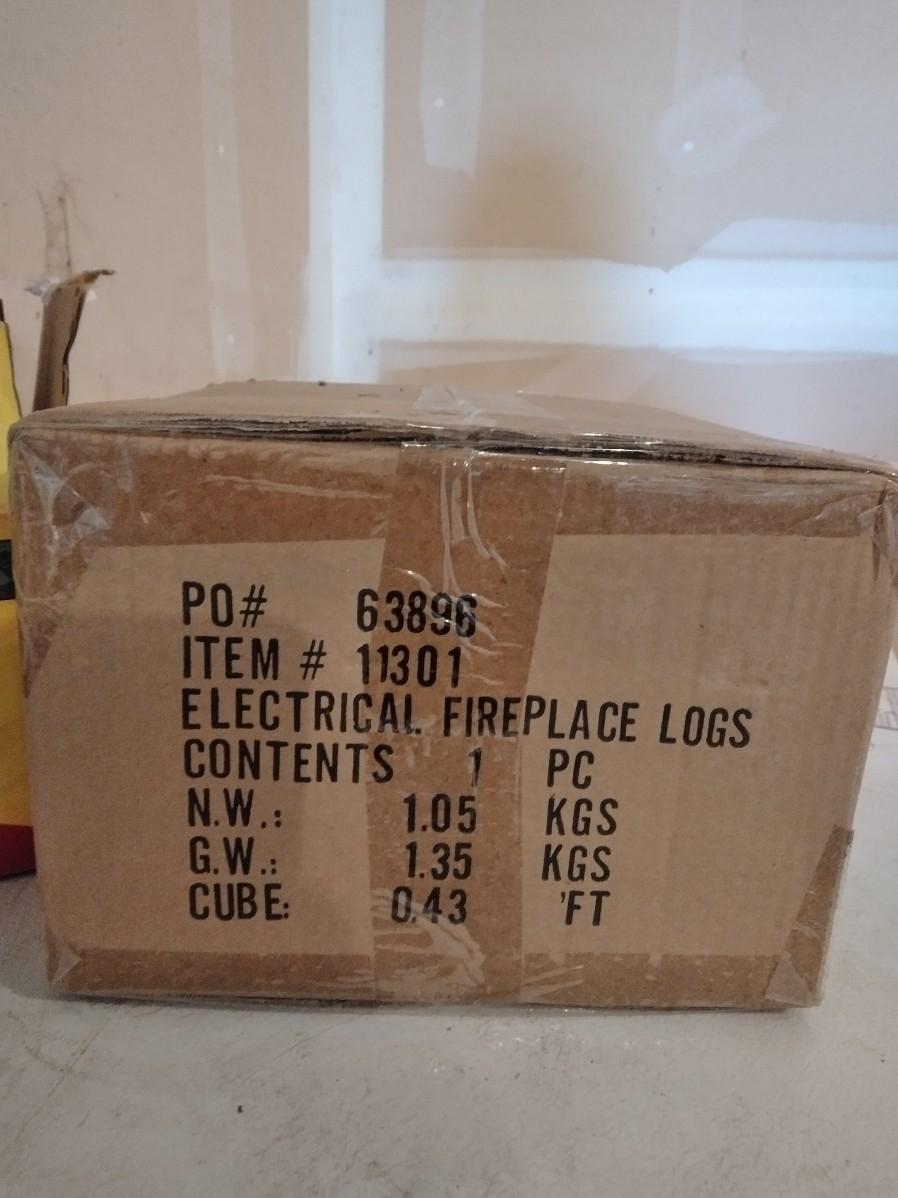 PO# 63896
ITEM # 11301
ELECTRICAL FIREPLACE LOGS
CONTENTS 1 PC
N.W.: 1.05 KGS
G.W.: 1.35 KGS
CUBE: 0.43 'FT